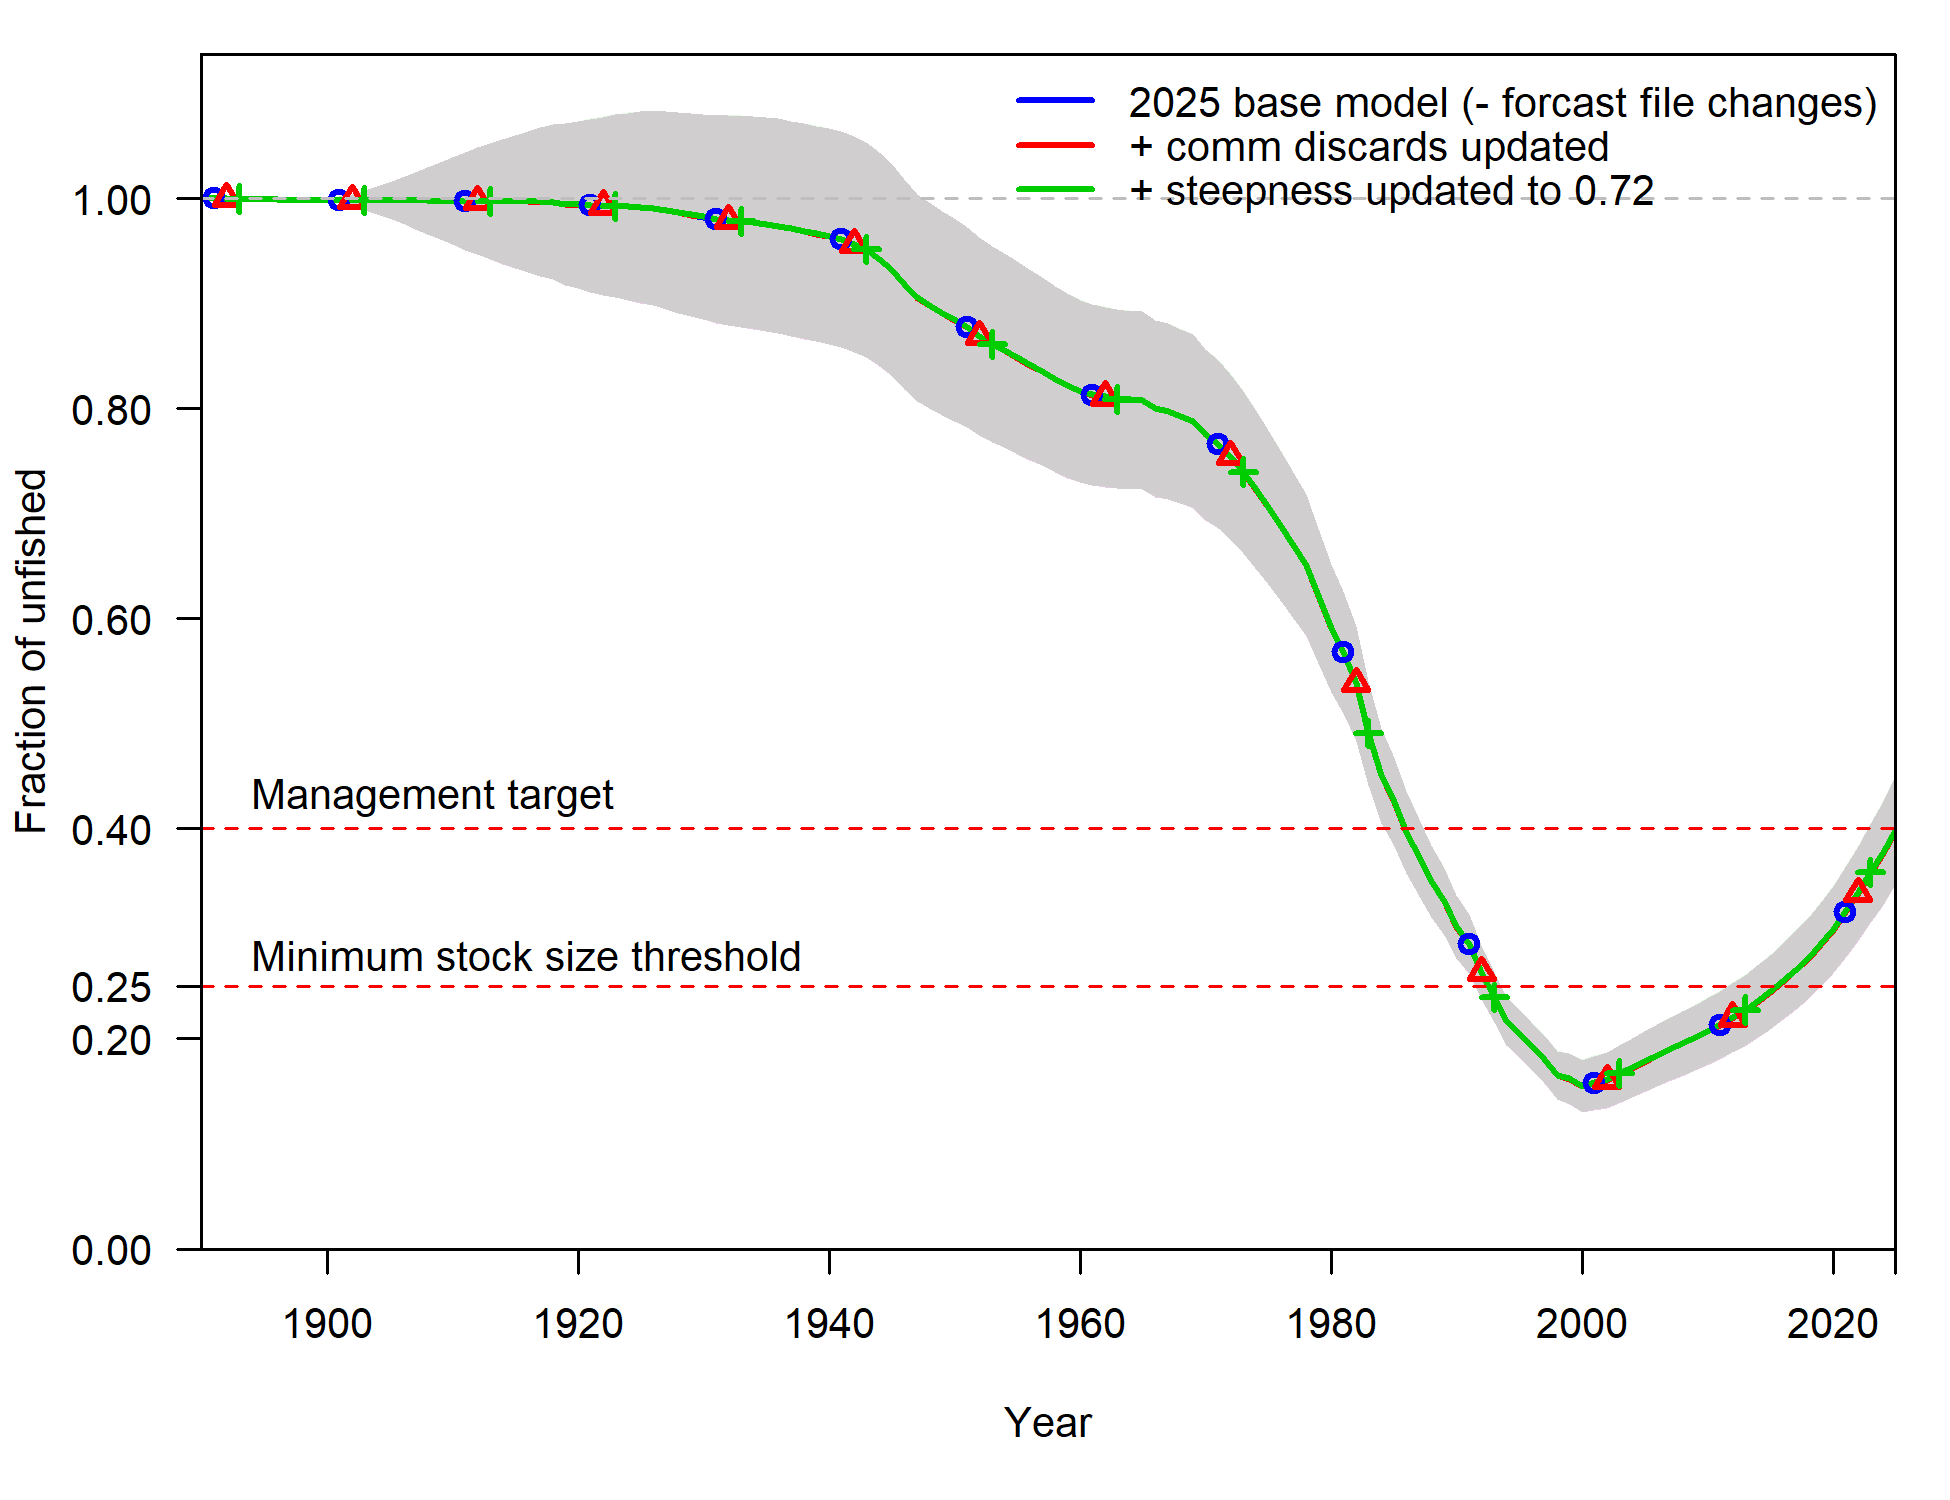 2025 base model (- forcast file changes)
+ comm discards updated
+ steepness updated to 0.72
1.00
0.80
0.60
0.40
0.25
0.20
0.00
Fraction of unfished
Management target
Minimum stock size threshold
1900 1920 1940 1960 1980 2000 2020
Year